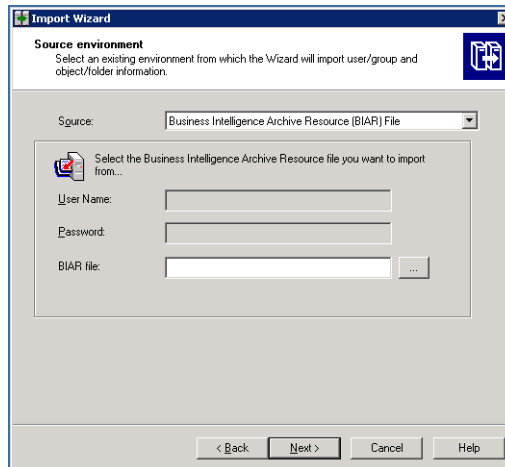 Import Wizard
Source environment
Select an existing environment from which the Wizard will import user/group and
object/folder information.
Source:
Business Intelligence Archive Resource (BIAR) File
Select the Business Intelligence Archive Resource file you want to import
from...
User Name:
Password:
BIAR file:
...
< Back
Next >
Cancel
Help